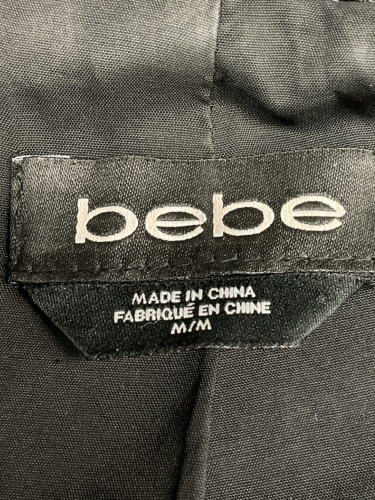 bebe
MADE IN CHINA
FABRIQUÉ EN CHINE
M/M